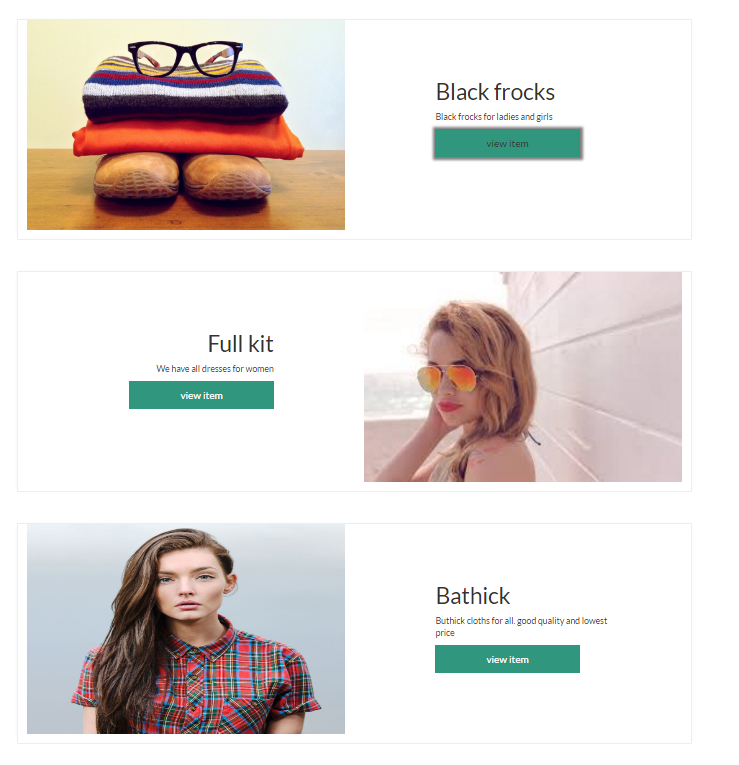 Black frocks
Black frocks for ladies and girls
view item
Full kit
We have all dresses for women
view item
Bathick
Buthick cloths for all. good quality and lowest
price
view item